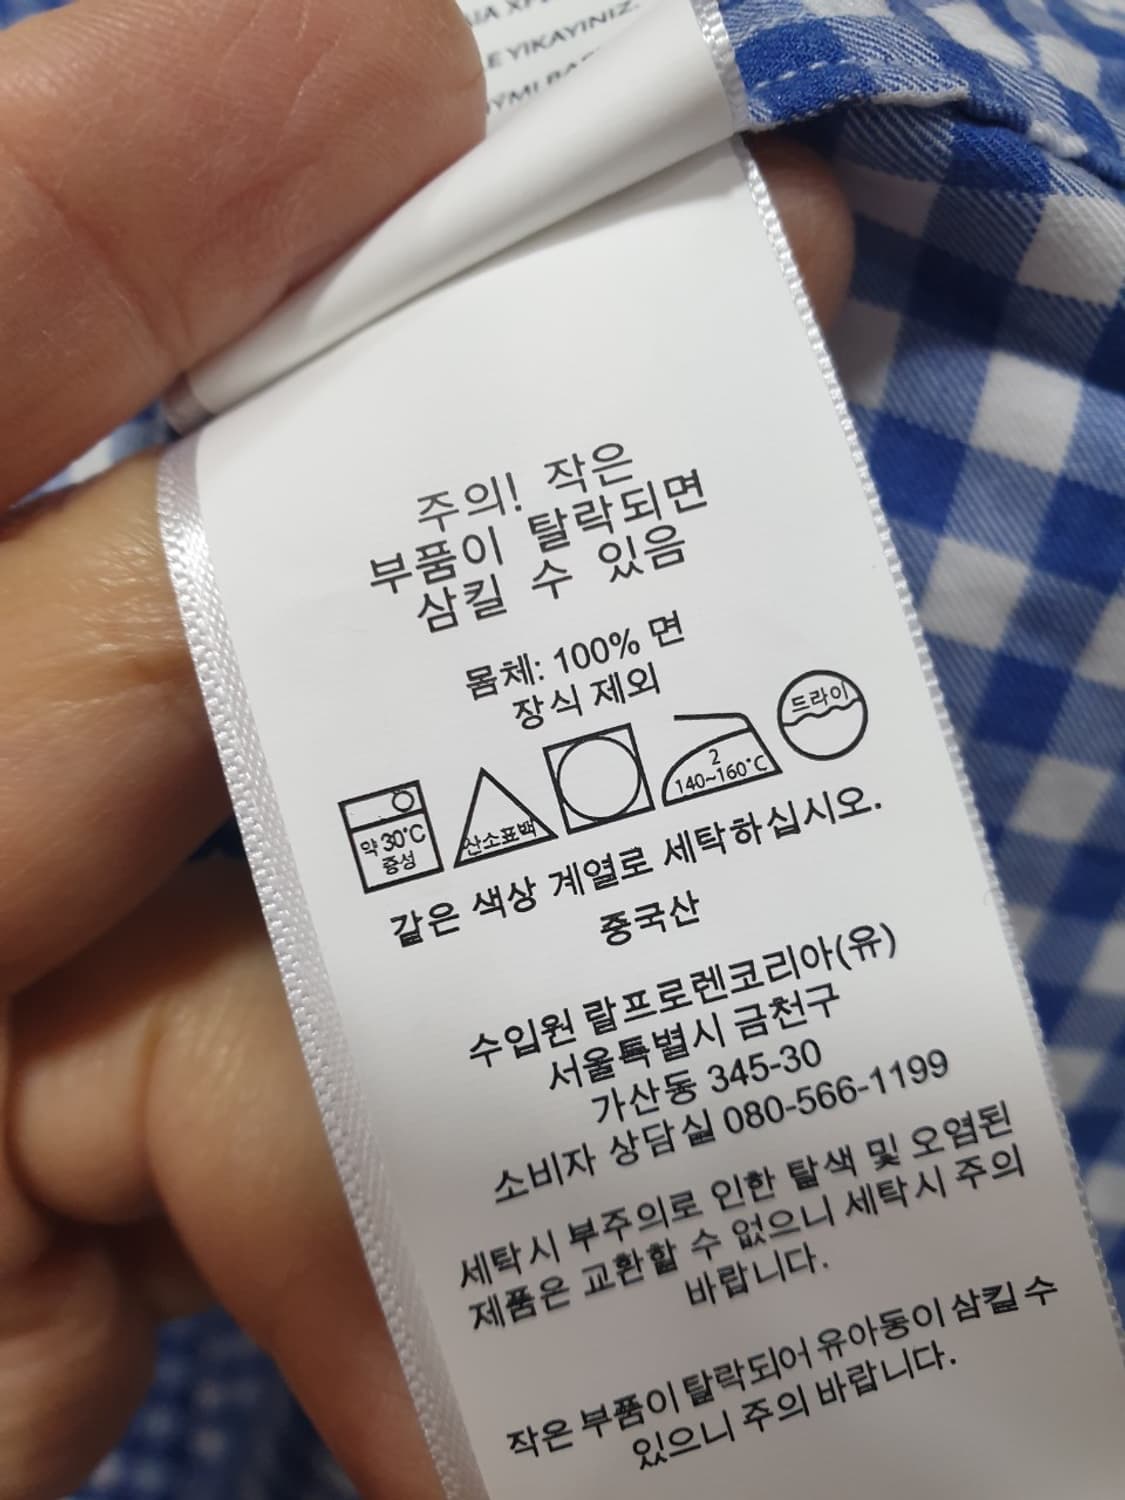 E YIKAYINIZ.
주의! 작은
부품이 탈락되면
삼킬 수 있음
몸체: 100% 면
장식 제외
약 30°C
중성
산소표백
2
140~160°C
드라이
같은 색상 계열로 세탁하십시오.
중국산
수입원 랄프로렌코리아(유)
서울특별시 금천구
가산동 345-30
소비자 상담실 080-566-1199
세탁시 부주의로 인한 탈색 및 오염된
제품은 교환할 수 없으니 세탁시 주의
바랍니다.
작은 부품이 탈락되어 유아동이 삼킬 수
있으니 주의 바랍니다.